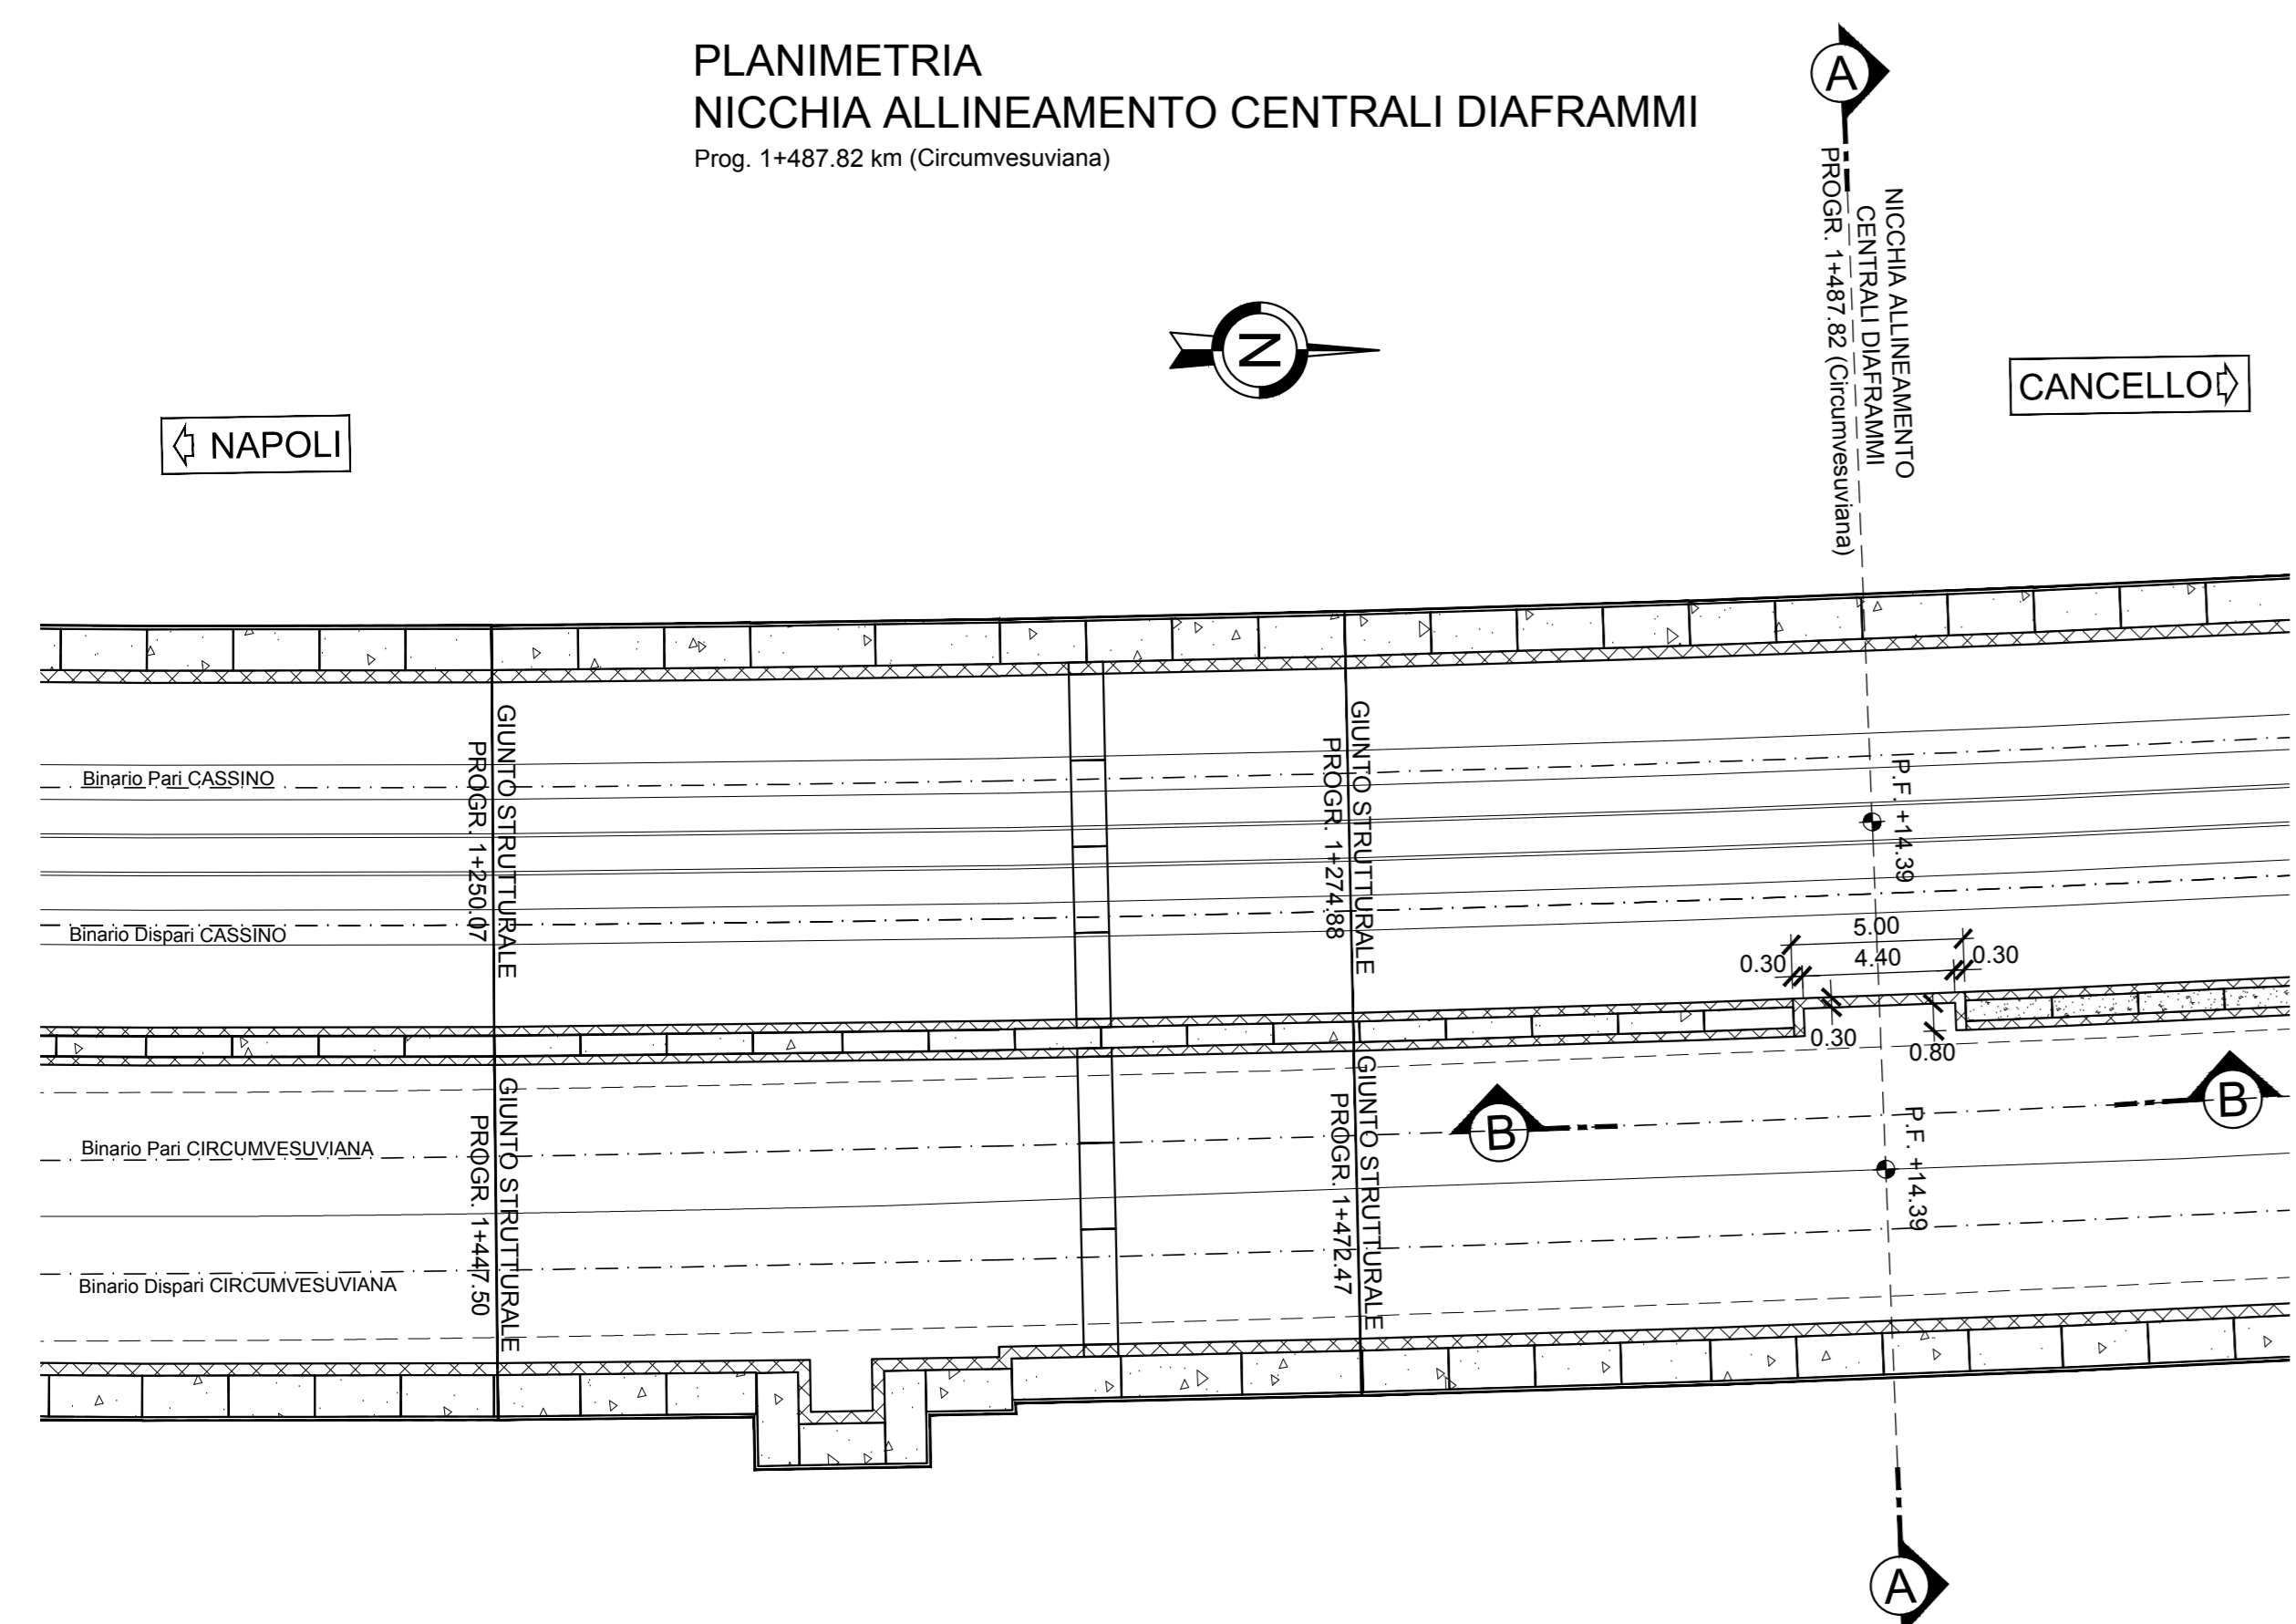 PLANIMETRIA
NICCHIA ALLINEAMENTO CENTRALI DIAFRAMMI
Prog. 1+487.82 km (Circumvesuviana)
A
NICCHIA ALLINEAMENTO
CENTRALI DIAFRAMMI
PROGR. 1+487.82 (Circumvesuviana)
N
NAPOLI
CANCELLO
GIUNTO STRUTTURALE
PROGR. 1+250.07
GIUNTO STRUTTURALE
PROGR. 1+274.88
Binario Pari CASSINO
P.F. +14.39
Binario Dispari CASSINO
5.00
0.30
4.40
0.30
0.30
0.80
GIUNTO STRUTTURALE
PROGR. 1+447.50
GIUNTO STRUTTURALE
PROGR. 1+472.47
B
B
Binario Pari CIRCUMVESUVIANA
P.F. +14.39
Binario Dispari CIRCUMVESUVIANA
A